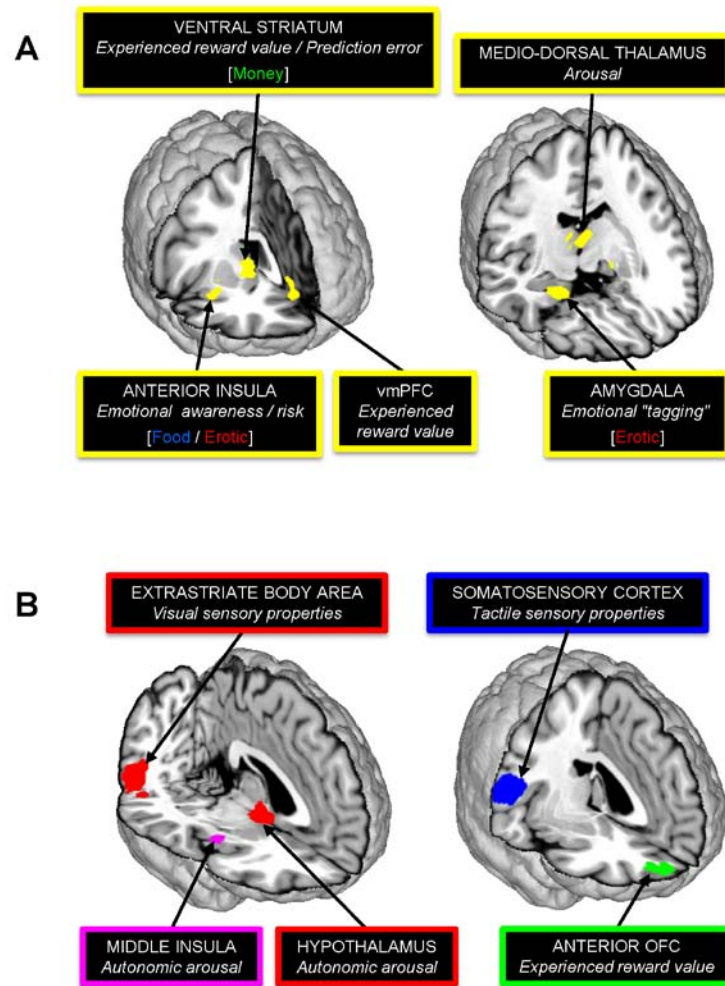 A
VENTRAL STRIATUM
Experienced reward value / Prediction error
[Money]
MEDIO-DORSAL THALAMUS
Arousal
ANTERIOR INSULA
Emotional awareness / risk
[Food / Erotic]
vmPFC
Experienced
reward value
AMYGDALA
Emotional "tagging"
[Erotic]
B
EXTRASTRIATE BODY AREA
Visual sensory properties
SOMATOSENSORY CORTEX
Tactile sensory properties
MIDDLE INSULA
Autonomic arousal
HYPOTHALAMUS
Autonomic arousal
ANTERIOR OFC
Experienced reward value